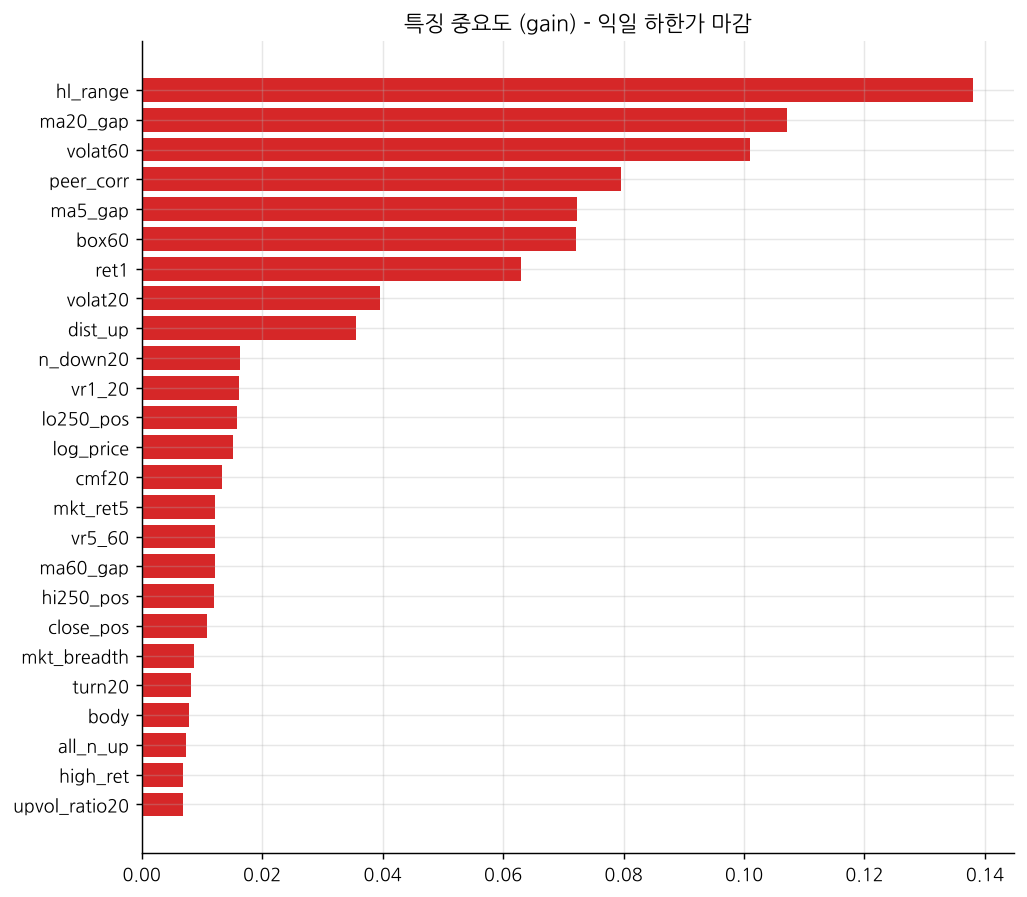 특징 중요도 (gain) - 익일 하한가 마감
hl_range
ma20_gap
volat60
peer_corr
ma5_gap
box60
ret1
volat20
dist_up
n_down20
vr1_20
lo250_pos
log_price
cmf20
mkt_ret5
vr5_60
ma60_gap
hi250_pos
close_pos
mkt_breadth
turn20
body
all_n_up
high_ret
upvol_ratio20
0.00 0.02 0.04 0.06 0.08 0.10 0.12 0.14